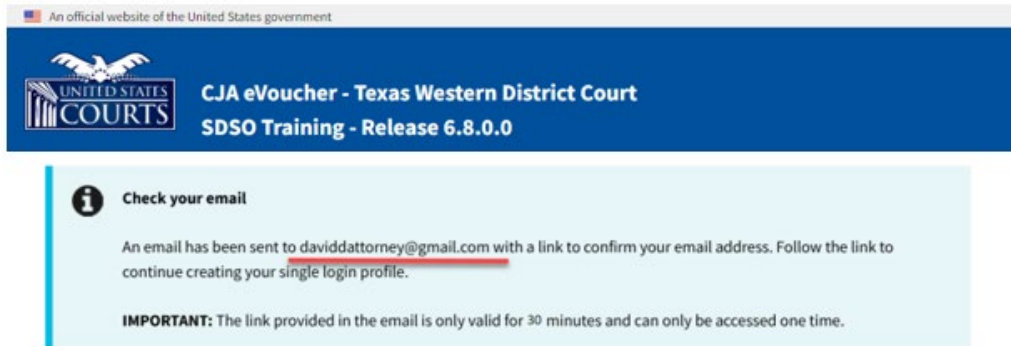 An official website of the United States government
UNITED STATES
COURTS
CJA eVoucher - Texas Western District Court
SDSO Training - Release 6.8.0.0
Check your email
An email has been sent to daviddattorney@gmail.com with a link to confirm your email address. Follow the link to
continue creating your single login profile.
IMPORTANT: The link provided in the email is only valid for 30 minutes and can only be accessed one time.